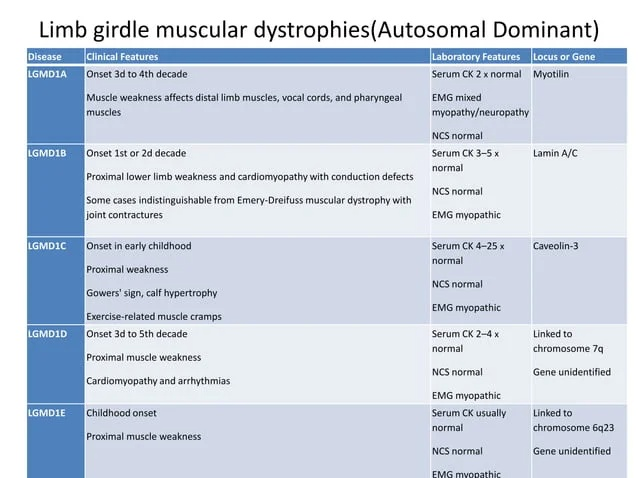 Limb girdle muscular dystrophies(Autosomal Dominant)
Disease Clinical Features Laboratory Features Locus or Gene
LGMD1A
Onset 3d to 4th decade
Muscle weakness affects distal limb muscles, vocal cords, and pharyngeal
muscles
Serum CK 2 x normal
EMG mixed
myopathy/neuropathy
NCS normal
Myotilin
LGMD1B
Onset 1st or 2d decade
Proximal lower limb weakness and cardiomyopathy with conduction defects
Some cases indistinguishable from Emery-Dreifuss muscular dystrophy with
joint contractures
Serum CK 3–5 x
normal
NCS normal
EMG myopathic
Lamin A/C
LGMD1C
Onset in early childhood
Proximal weakness
Gowers' sign, calf hypertrophy
Exercise-related muscle cramps
Serum CK 4–25 x
normal
NCS normal
EMG myopathic
Caveolin-3
LGMD1D
Onset 3d to 5th decade
Proximal muscle weakness
Cardiomyopathy and arrhythmias
Serum CK 2–4 x
normal
NCS normal
EMG myopathic
Linked to
chromosome 7q
Gene unidentified
LGMD1E
Childhood onset
Proximal muscle weakness
Serum CK usually
normal
NCS normal
EMG myopathic
Linked to
chromosome 6q23
Gene unidentified